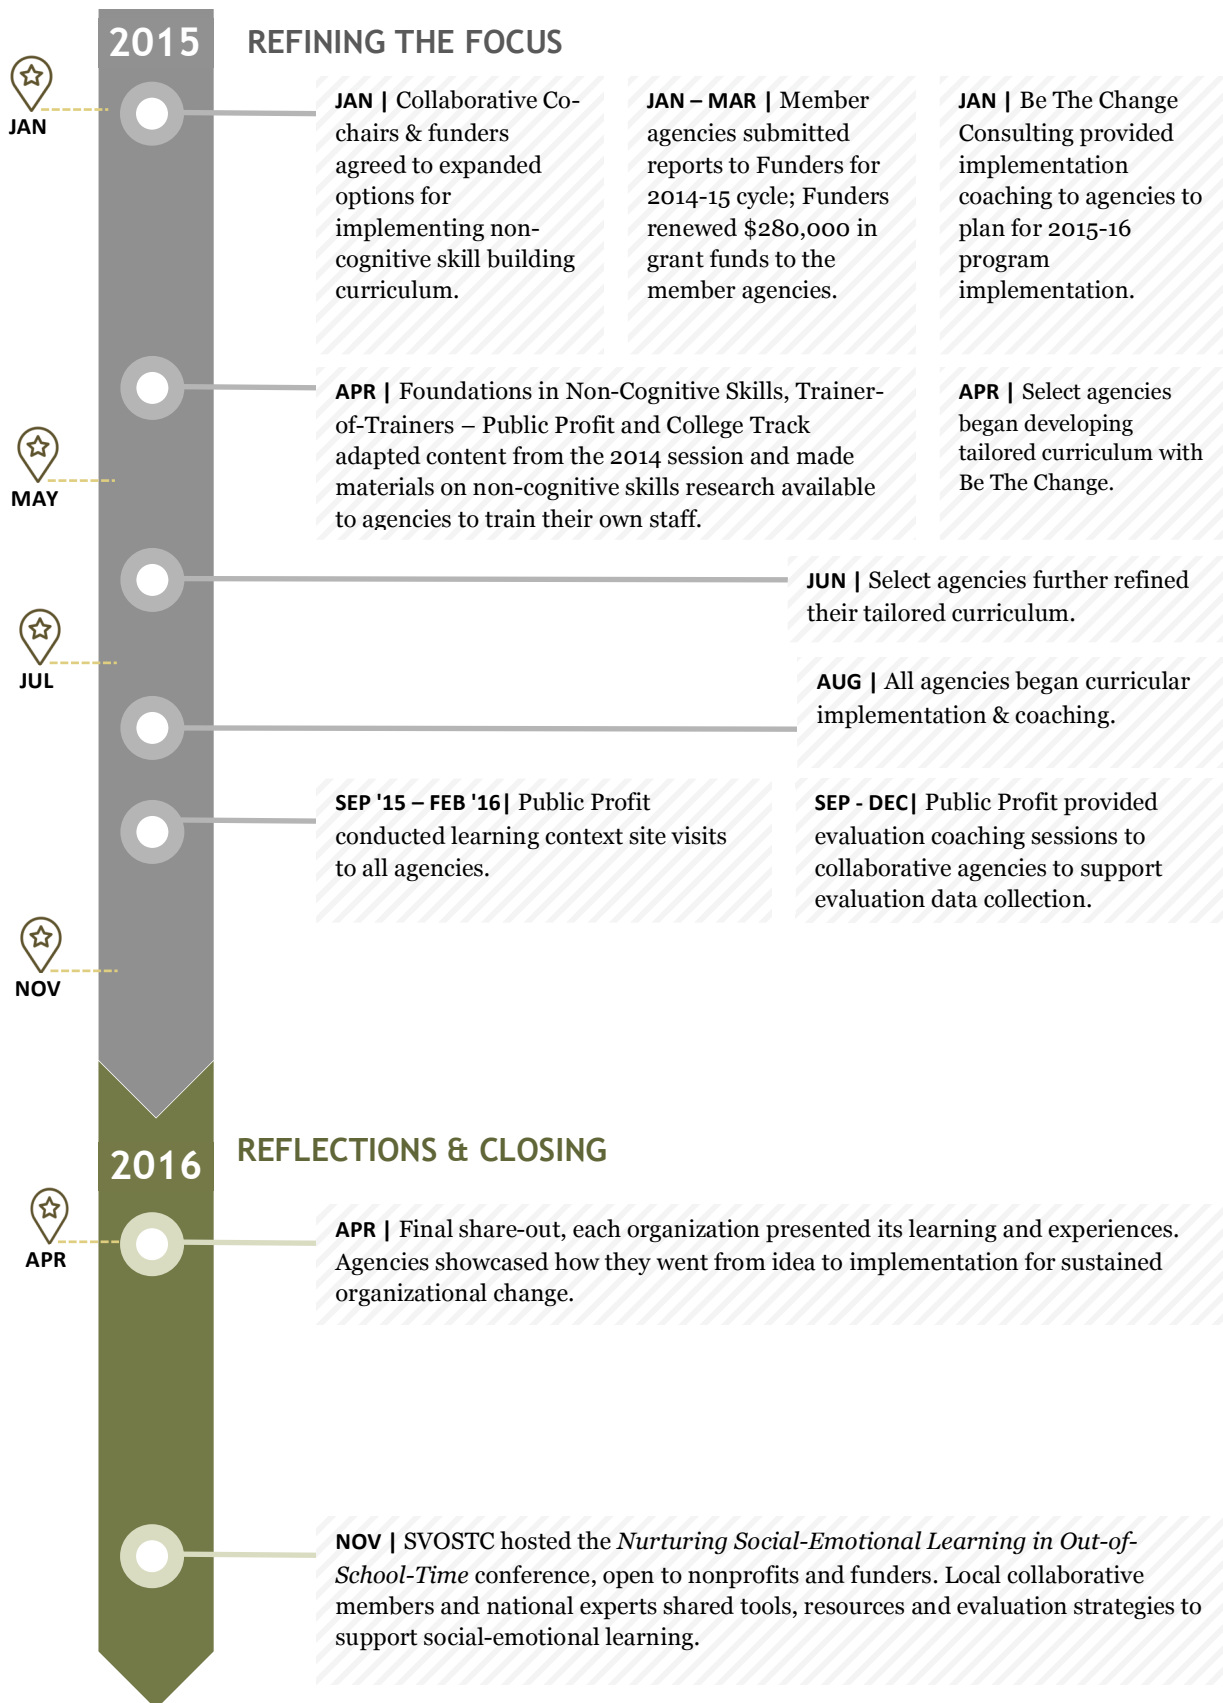 2015 REFINING THE FOCUS
JAN
JAN | Collaborative Co-
chairs & funders
agreed to expanded
options for
implementing non-
cognitive skill building
curriculum.
JAN – MAR | Member
agencies submitted
reports to Funders for
2014-15 cycle; Funders
renewed $280,000 in
grant funds to the
member agencies.
JAN | Be The Change
Consulting provided
implementation
coaching to agencies to
plan for 2015-16
program
implementation.
APR | Foundations in Non-Cognitive Skills, Trainer-
of-Trainers – Public Profit and College Track
adapted content from the 2014 session and made
materials on non-cognitive skills research available
to agencies to train their own staff.
APR | Select agencies
began developing
tailored curriculum with
Be The Change.
MAY
JUN | Select agencies further refined
their tailored curriculum.
JUL
AUG | All agencies began curricular
implementation & coaching.
SEP '15 – FEB '16| Public Profit
conducted learning context site visits
to all agencies.
SEP - DEC| Public Profit provided
evaluation coaching sessions to
collaborative agencies to support
evaluation data collection.
NOV
2016 REFLECTIONS & CLOSING
APR
APR | Final share-out, each organization presented its learning and experiences.
Agencies showcased how they went from idea to implementation for sustained
organizational change.
NOV | SVOSTC hosted the Nurturing Social-Emotional Learning in Out-of-
School-Time conference, open to nonprofits and funders. Local collaborative
members and national experts shared tools, resources and evaluation strategies to
support social-emotional learning.